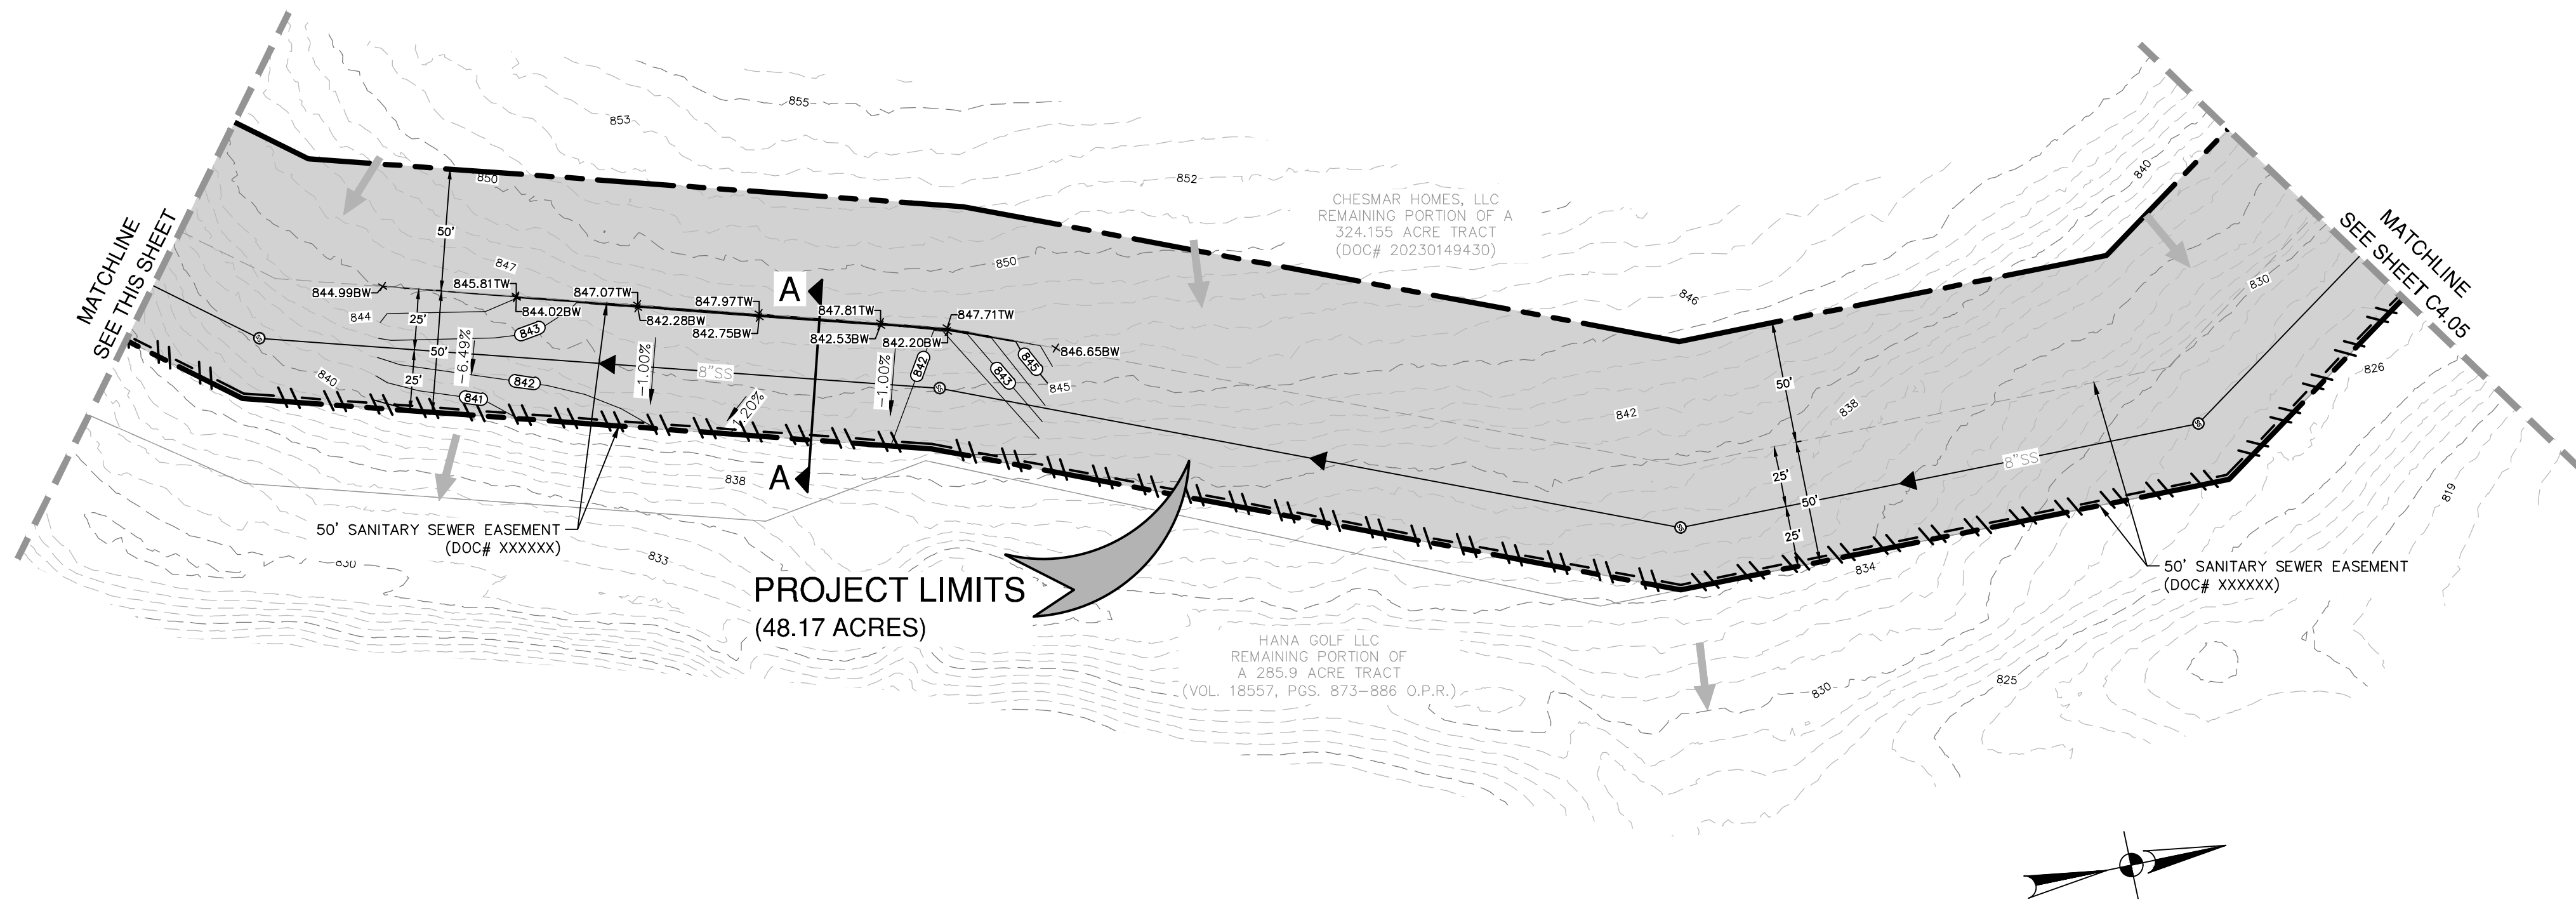 855
853
852
850
850
847
CHESMAR HOMES, LLC
REMAINING PORTION OF A
324.155 ACRE TRACT
(DOC# 20230149430)
840
846
MATCHLINE
SEE THIS SHEET
MATCHLINE
SEE SHEET C4.05
50'
844.99BW
845.81TW
844.02BW
847.07TW
842.28BW
847.97TW
842.75BW
A
847.81TW
842.53BW
847.71TW
842.20BW
846.65BW
844
843
25'
50'
25'
-6.49%
842
841
840
-1.00%
8"SS
1.20%
-1.00%
842
843
845
845
A
838
842
838
830
826
819
50'
25'
50'
25'
8"SS
834
50' SANITARY SEWER EASEMENT
(DOC# XXXXXX)
50' SANITARY SEWER EASEMENT
(DOC# XXXXXX)
830
833
PROJECT LIMITS
(48.17 ACRES)
HANA GOLF LLC
REMAINING PORTION OF
A 285.9 ACRE TRACT
(VOL. 18557, PGS. 873-886 O.P.R.)
830
825